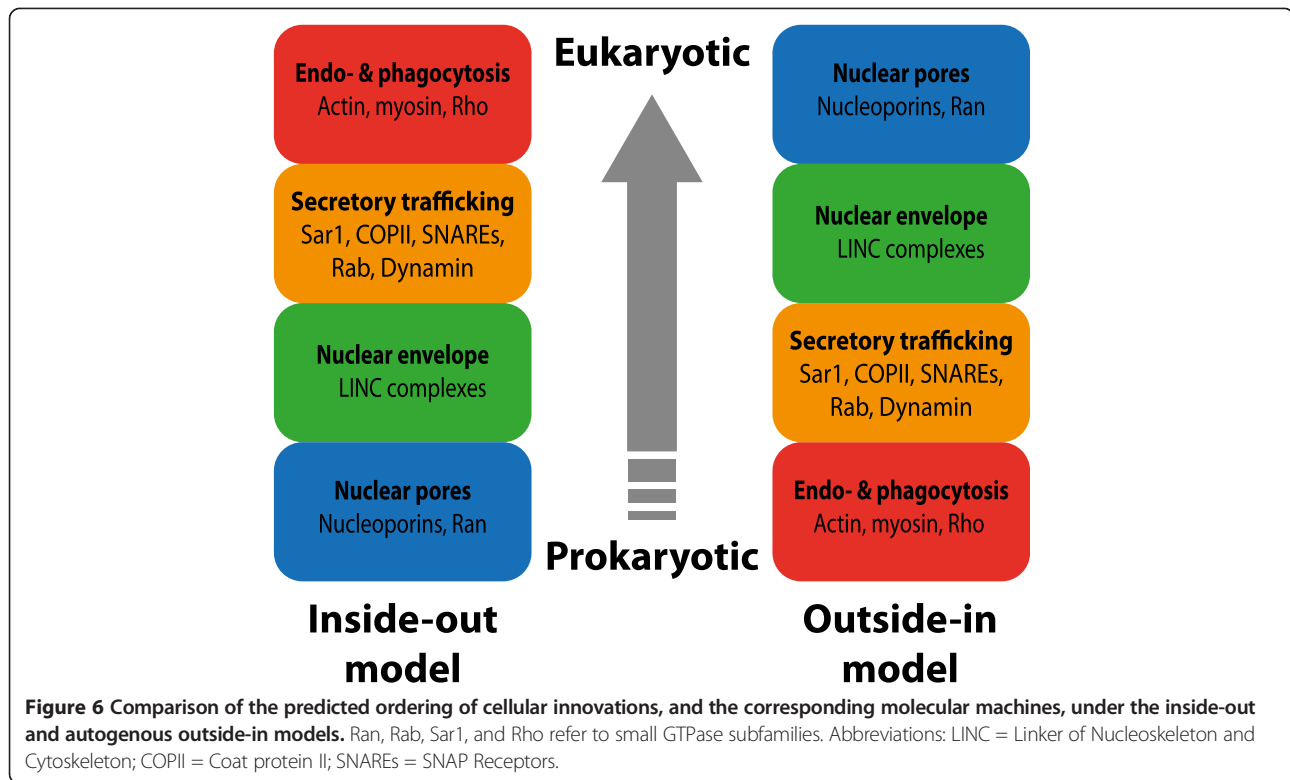 Endo- & phagocytosis
Actin, myosin, Rho
Secretory trafficking
Sar1, COPII, SNAREs,
Rab, Dynamin
Nuclear envelope
LINC complexes
Nuclear pores
Nucleoporins, Ran
Inside-out
model
Eukaryotic
Prokaryotic
Nuclear pores
Nucleoporins, Ran
Nuclear envelope
LINC complexes
Secretory trafficking
Sar1, COPII, SNAREs,
Rab, Dynamin
Endo- & phagocytosis
Actin, myosin, Rho
Outside-in
model
Figure 6 Comparison of the predicted ordering of cellular innovations, and the corresponding molecular machines, under the inside-out
and autogenous outside-in models. Ran, Rab, Sar1, and Rho refer to small GTPase subfamilies. Abbreviations: LINC = Linker of Nucleoskeleton and
Cytoskeleton; COPII = Coat protein II; SNAREs = SNAP Receptors.